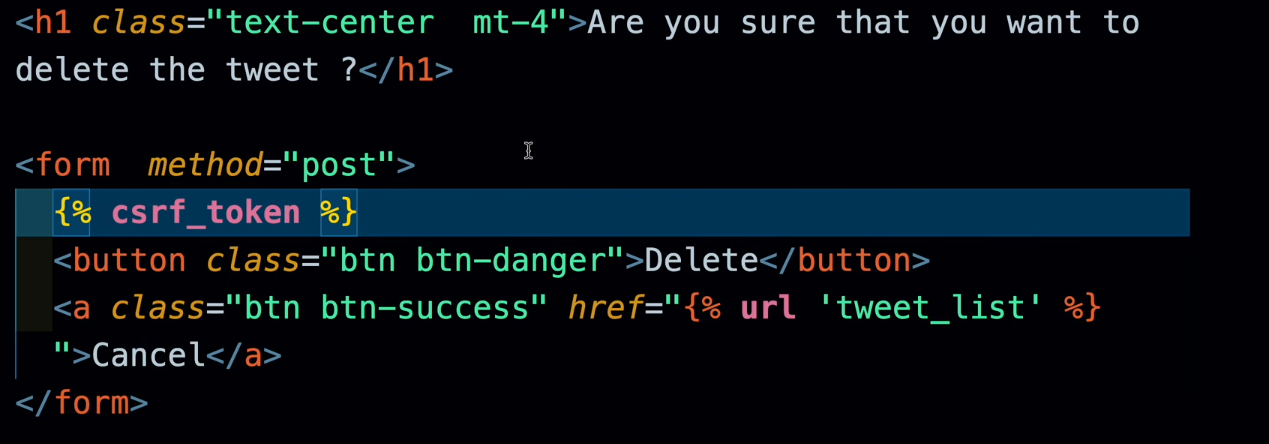 <h1 class="text-center  mt-4">Are you sure that you want to
delete the tweet ?</h1>
<form  method="post">
{% csrf_token %}
<button class="btn btn-danger">Delete</button>
<a class="btn btn-success" href="{% url 'tweet_list' %}
">Cancel</a>
</form>